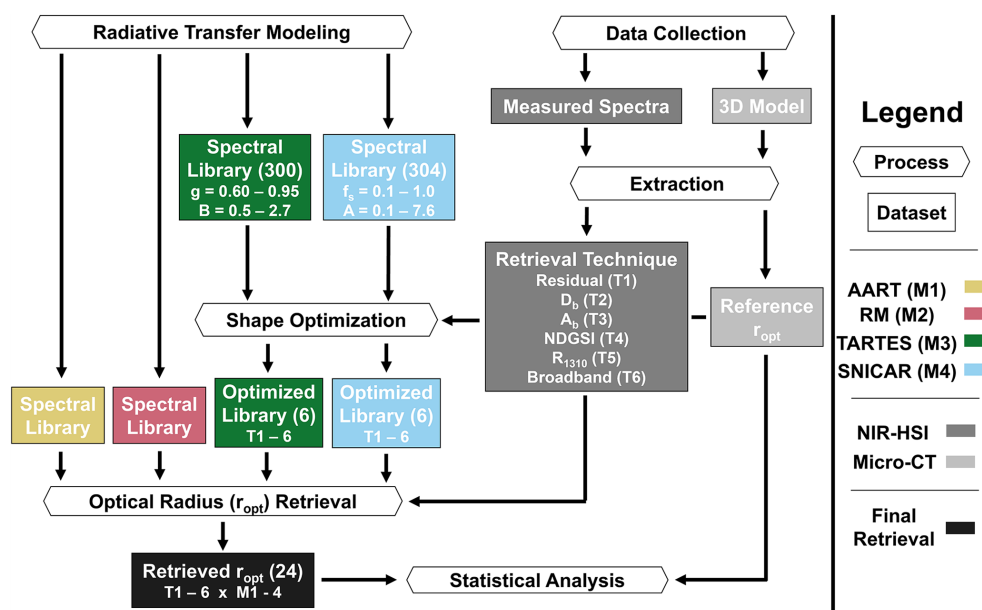 Radiative Transfer Modeling
Data Collection
Measured Spectra
3D Model
Spectral
Library (300)
g = 0.60 – 0.95
B = 0.5 – 2.7
Spectral
Library (304)
fs = 0.1 – 1.0
A = 0.1 – 7.6
Extraction
Retrieval Technique
Residual (T1)
Db (T2)
Ab (T3)
NDGSI (T4)
R1310 (T5)
Broadband (T6)
Reference
ropt
Shape Optimization
Spectral
Library
Spectral
Library
Optimized
Library (6)
T1 – 6
Optimized
Library (6)
T1 – 6
Optical Radius (ropt) Retrieval
Retrieved ropt (24)
T1 – 6 x M1 - 4
Statistical Analysis
Legend
Process
Dataset
AART (M1)
RM (M2)
TARTES (M3)
SNICAR (M4)
NIR-HSI
Micro-CT
Final
Retrieval